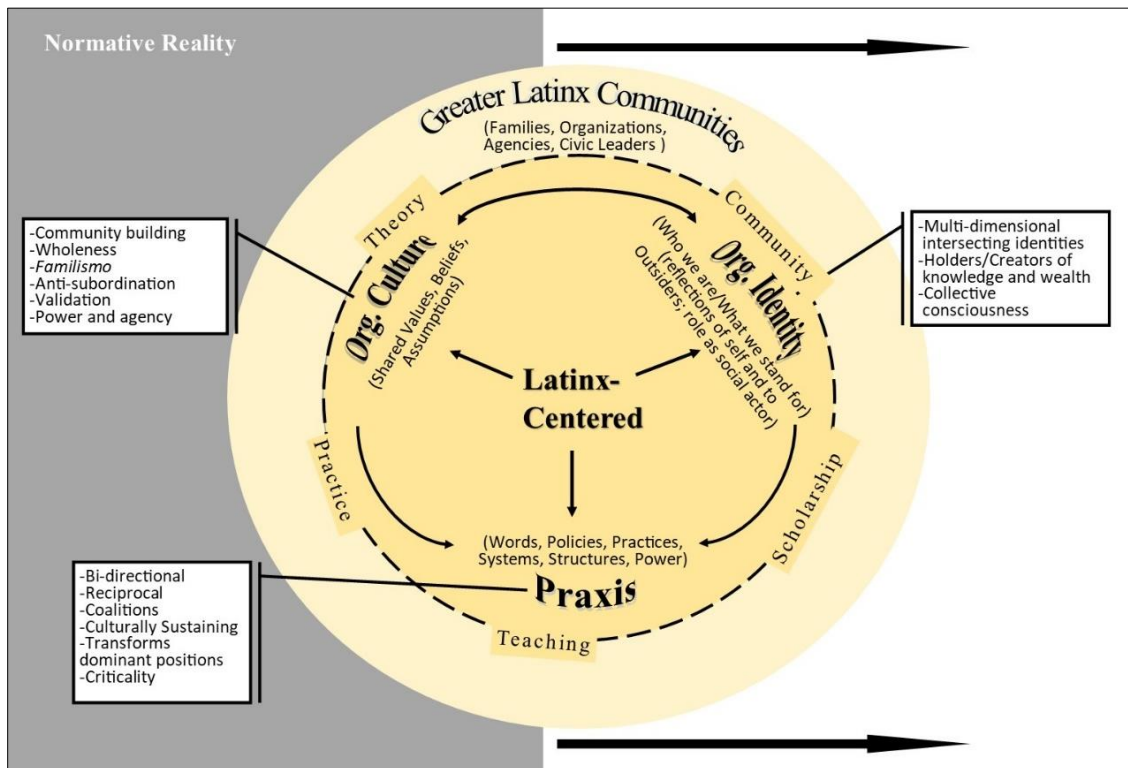 Normative Reality
Greater Latinx Communities
(Families, Organizations,
Agencies, Civic Leaders )
Theory
Community
Org. Culture
(Shared Values, Beliefs,
Assumptions)
Org. Identity
(Who we are/What we stand for)
(reflections of self and to
Outsiders; role as social actor)
-Community building
-Wholeness
-Familismo
-Anti-subordination
-Validation
-Power and agency
-Multi-dimensional
intersecting identities
-Holders/Creators of
knowledge and wealth
-Collective
consciousness
Latinx-
Centered
Practice
Scholarship
(Words, Policies, Practices,
Systems, Structures, Power)
Praxis
Teaching
-Bi-directional
-Reciprocal
-Coalitions
-Culturally Sustaining
-Transforms
dominant positions
-Criticality